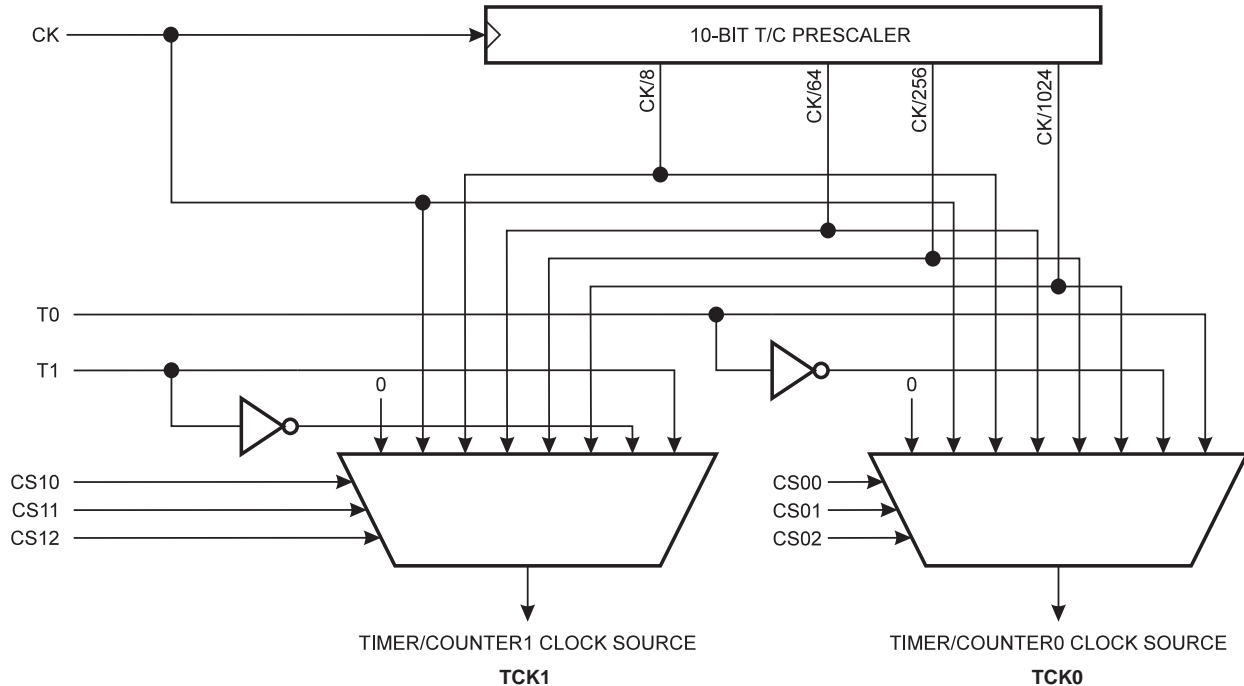 CK
10-BIT T/C PRESCALER
CK/8
CK/64
CK/256
CK/1024
T0
T1
0
0
CS10
CS11
CS12
CS00
CS01
CS02
TIMER/COUNTER1 CLOCK SOURCE
TCK1
TIMER/COUNTER0 CLOCK SOURCE
TCK0